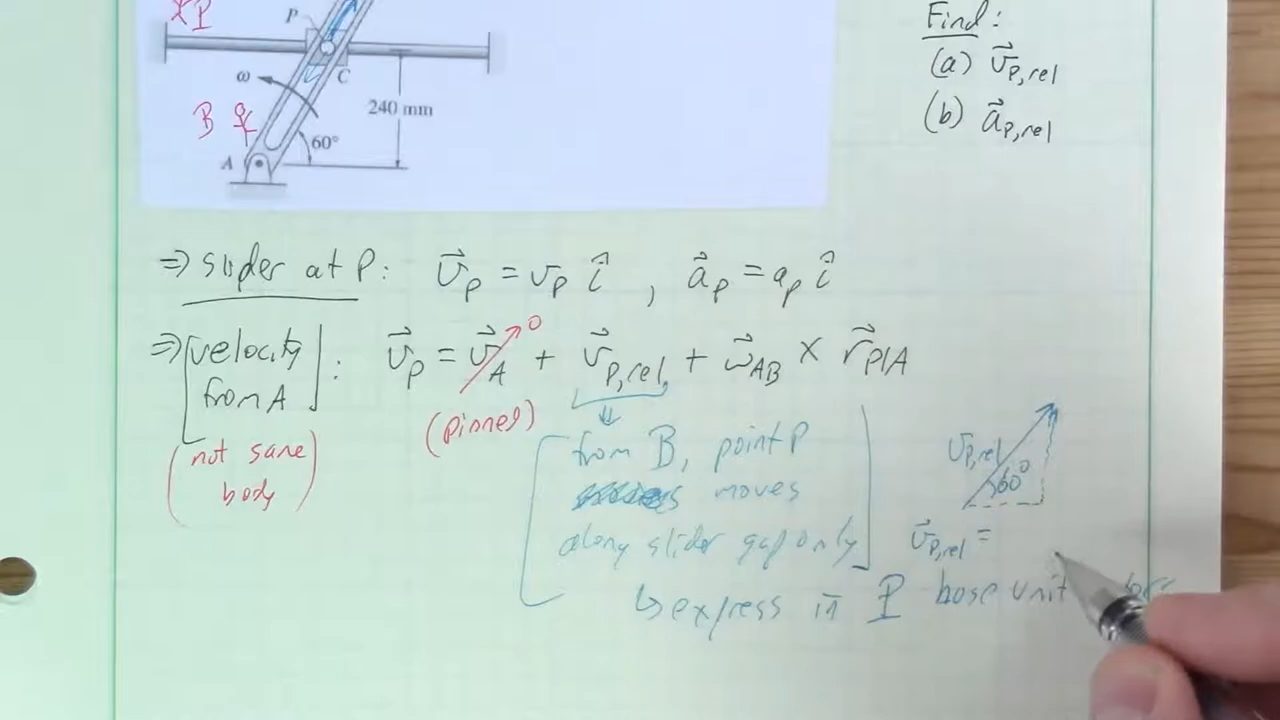 P
P
ω
C
240 mm
B
60°
A
Find:
(a) v⃗P,rel
(b) a⃗P,rel
⇒ slider at P: v⃗P = vP î , a⃗P = aP î
⇒ velocity from A : v⃗P = v⃗A + v⃗P,rel + ω⃗AB × r⃗P/A
0
(pinned)
(not same
body)
⇓
from B, point P
moves
along slider gap only
↳ express in I base unit
vP,rel
60°
v⃗P,rel =